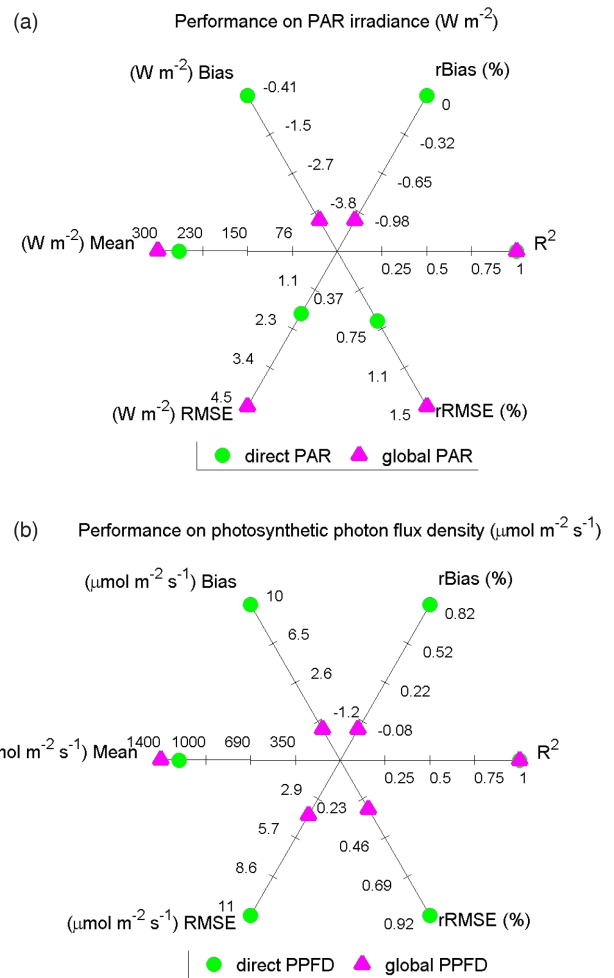 (a) Performance on PAR irradiance (W m⁻²)
(W m⁻²) Bias rBias (%)
-0.41 0
-1.5 -0.32
-2.7 -0.65
-3.8 -0.98
(W m⁻²) Mean 300 230 150 76 0.25 0.5 0.75 1 R²
1.1 0.37
2.3 0.75
3.4 1.1
4.5 1.5
(W m⁻²) RMSE rRMSE (%)
direct PAR global PAR
(b) Performance on photosynthetic photon flux density (μmol m⁻² s⁻¹)
(μmol m⁻² s⁻¹) Bias rBias (%)
10 0.82
6.5 0.52
2.6 0.22
-1.2 -0.08
mol m⁻² s⁻¹) Mean 1400 1000 690 350 0.25 0.5 0.75 1 R²
2.9 0.23
5.7 0.46
8.6 0.69
11 0.92
(μmol m⁻² s⁻¹) RMSE rRMSE (%)
direct PPFD global PPFD